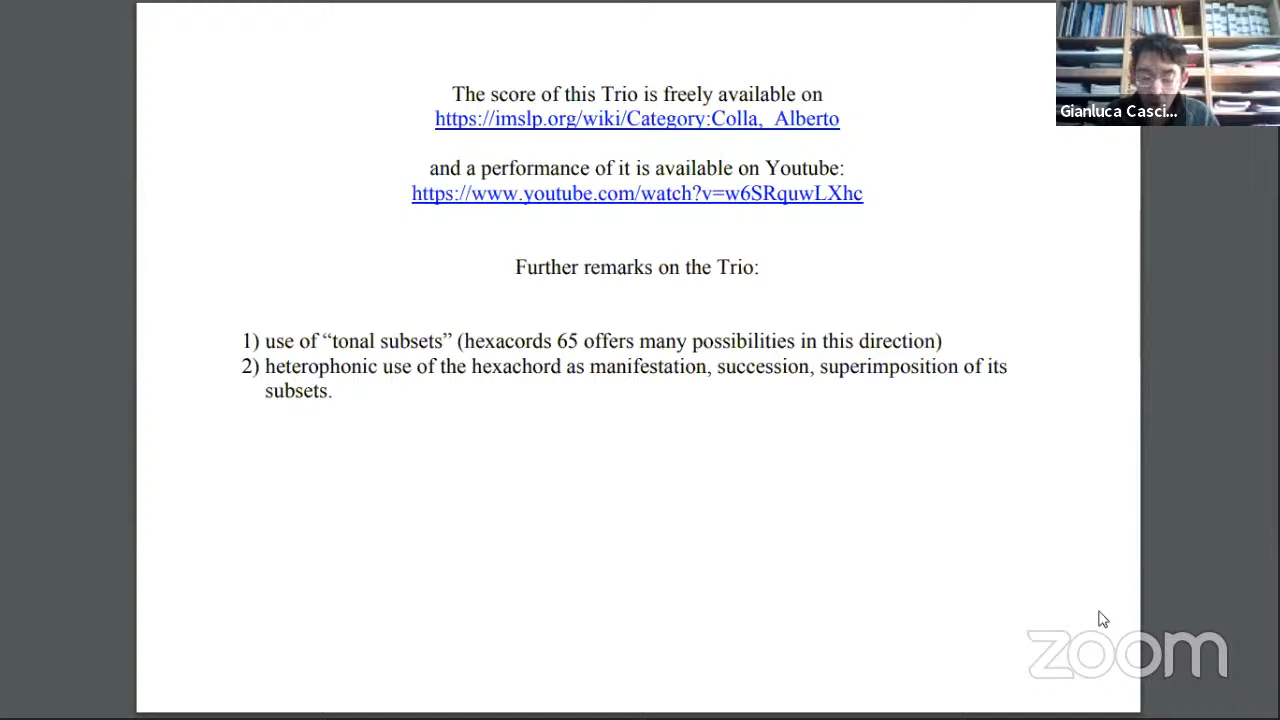 The score of this Trio is freely available on
https://imslp.org/wiki/Category:Colla,_Alberto
and a performance of it is available on Youtube:
https://www.youtube.com/watch?v=w6SRquwLXhc
Further remarks on the Trio:
1) use of “tonal subsets” (hexacords 65 offers many possibilities in this direction)
2) heterophonic use of the hexachord as manifestation, succession, superimposition of its
subsets.
Gianluca Casci...
zoom